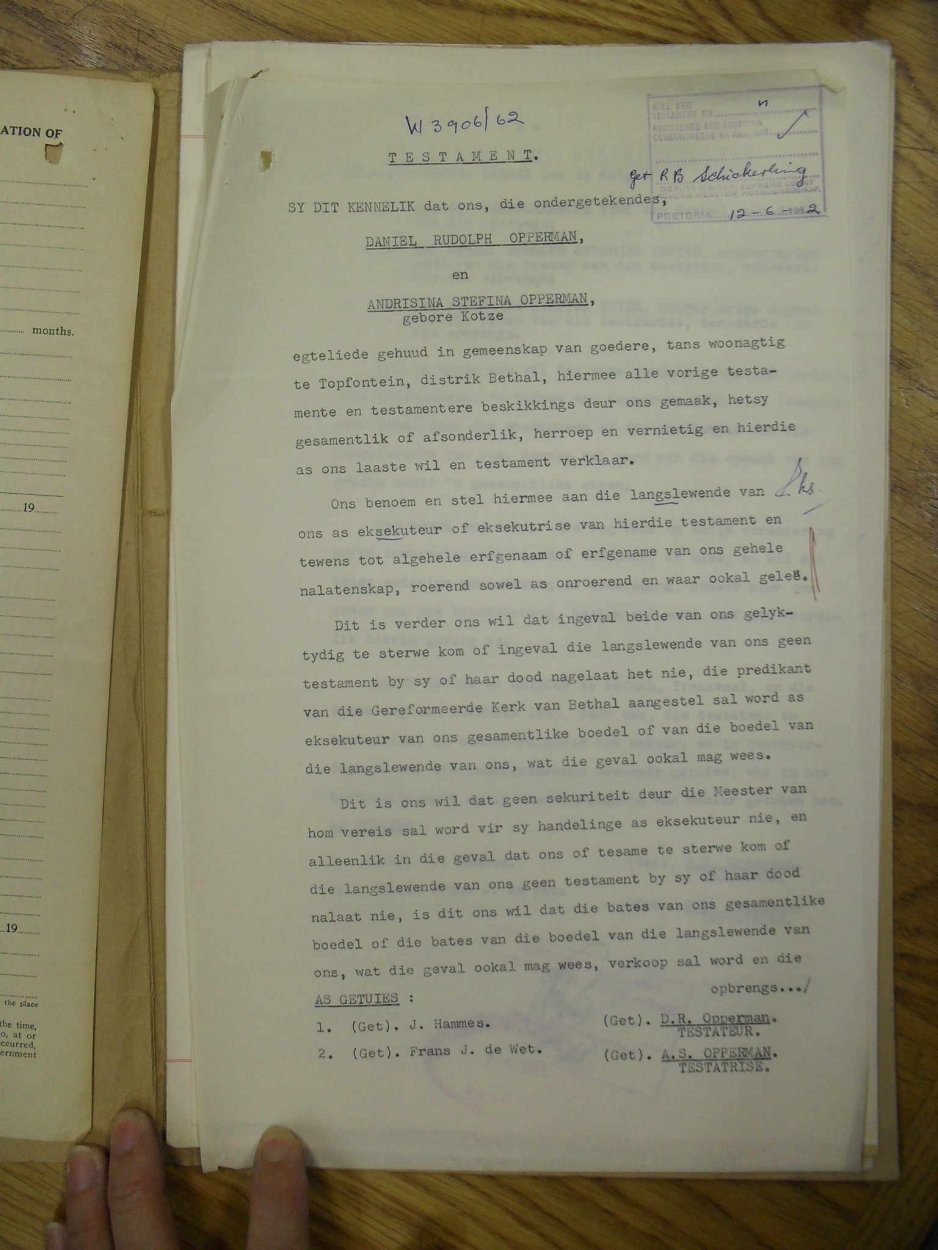 ATION OF
months.
19
19
the place
the time,
o, at or
ccurred,
ernment
W 3906/62
WILL AND
TESTAMENT
REGISTERED AND
get R B Schickerling
PRETORIA 12-6-1962
T E S T A M E N T.
SY DIT KENNELIK dat ons, die ondergetekendes,
DANIEL RUDOLPH OPPERMAN,
en
ANDRISINA STEFINA OPPERMAN,
gebore Kotze
egteliede gehuud in gemeenskap van goedere, tans woonagtig
te Topfontein, distrik Bethal, hiermee alle vorige testa-
mente en testamentere beskikkings deur ons gemaak, hetsy
gesamentlik of afsonderlik, herroep en vernietig en hierdie
as ons laaste wil en testament verklaar.
Ons benoem en stel hiermee aan die langslewende van
ons as eksekuteur of eksekutrise van hierdie testament en
tewens tot algehele erfgenaam of erfgename van ons gehele
nalatenskap, roerend sowel as onroerend en waar ookal geleë.
Dit is verder ons wil dat ingeval beide van ons gelyk-
tydig te sterwe kom of ingeval die langslewende van ons geen
testament by sy of haar dood nagelaat het nie, die predikant
van die Gereformeerde Kerk van Bethal aangestel sal word as
eksekuteur van ons gesamentlike boedel of van die boedel van
die langslewende van ons, wat die geval ookal mag wees.
Dit is ons wil dat geen sekuriteit deur die Meester van
hom vereis sal word vir sy handelinge as eksekuteur nie, en
alleenlik in die geval dat ons of tesame te sterwe kom of
die langslewende van ons geen testament by sy of haar dood
nalaat nie, is dit ons wil dat die bates van ons gesamentlike
boedel of die bates van die boedel van die langslewende van
ons, wat die geval ookal mag wees, verkoop sal word en die
opbrengs.../
AS GETUIES :
1. (Get). J. Hammes.
(Get). D.R. Opperman.
TESTATEUR.
2. (Get). Frans J. de Wet.
(Get). A.S. OPPERMAN.
TESTATRISE.